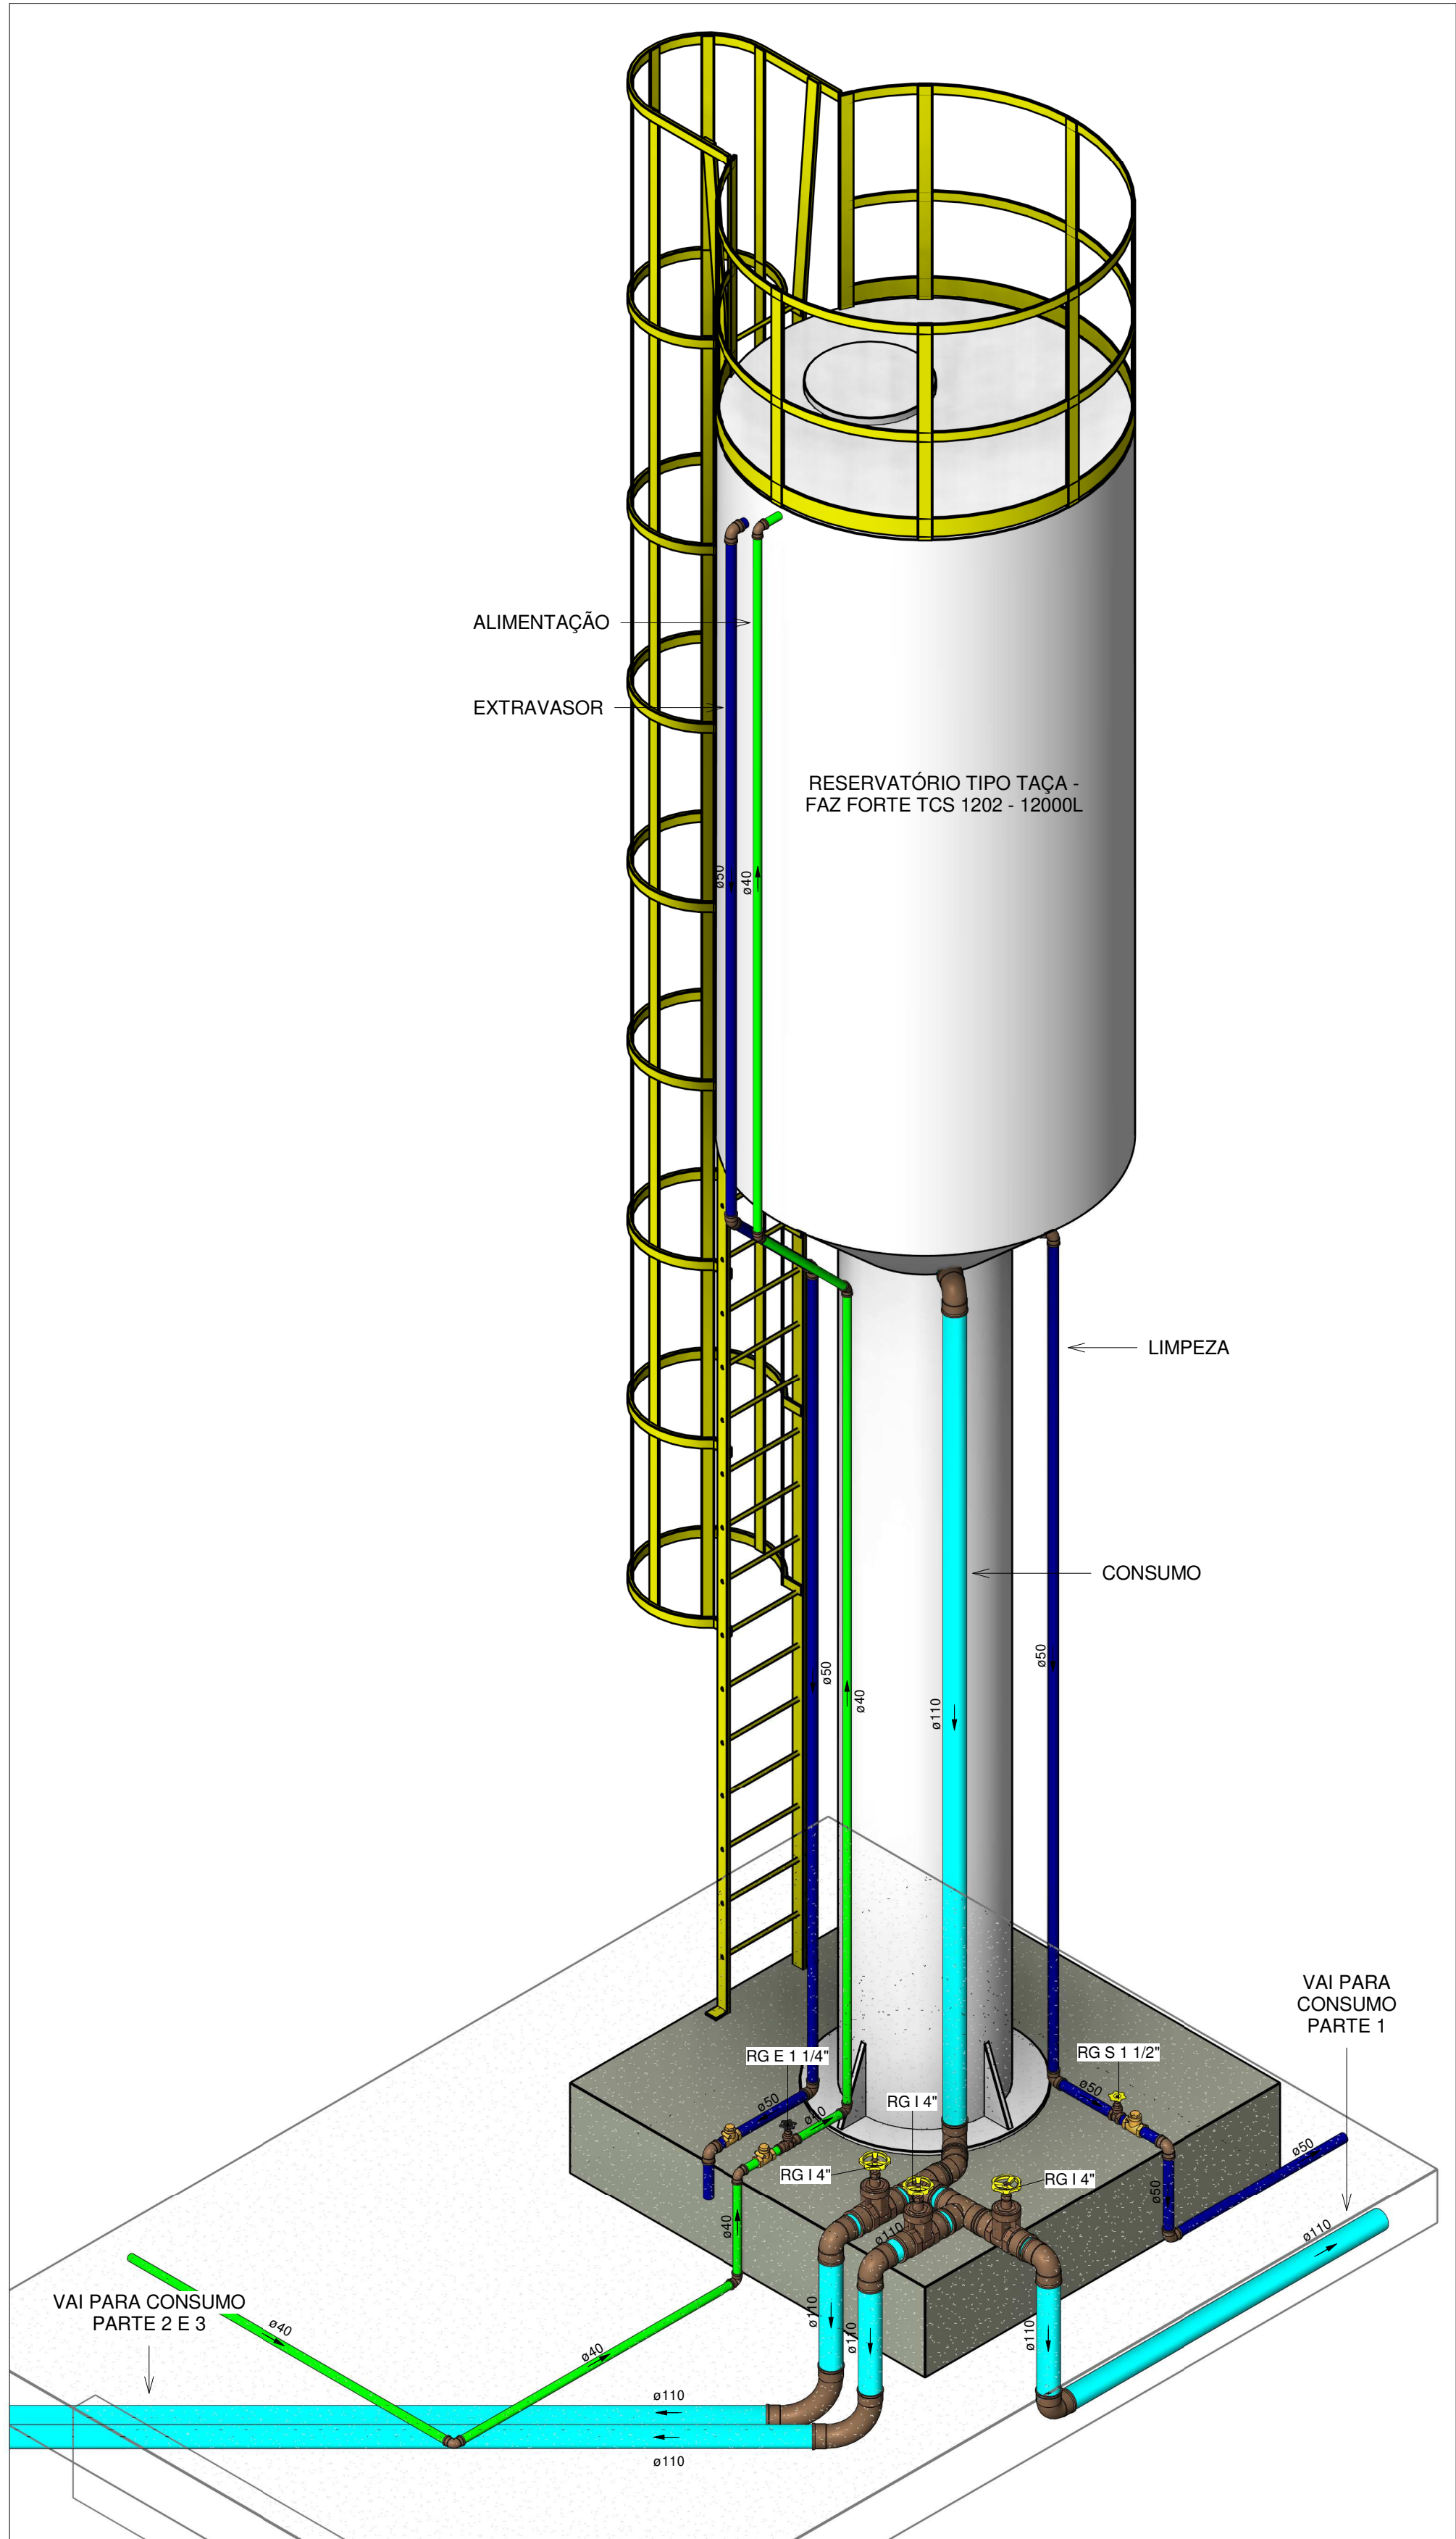 ALIMENTAÇÃO
EXTRAVASOR
RESERVATÓRIO TIPO TAÇA -
FAZ FORTE TCS 1202 - 12000L
ø50
ø40
LIMPEZA
CONSUMO
ø50
ø50
ø40
ø110
VAI PARA
CONSUMO
PARTE 1
RG E 1 1/4"
RG S 1 1/2"
ø50
ø50
ø40
RG I 4"
RG I 4"
RG I 4"
ø50
ø50
ø40
ø110
ø110
VAI PARA CONSUMO
PARTE 2 E 3
ø40
ø40
ø110
ø110
ø110
ø110
ø110